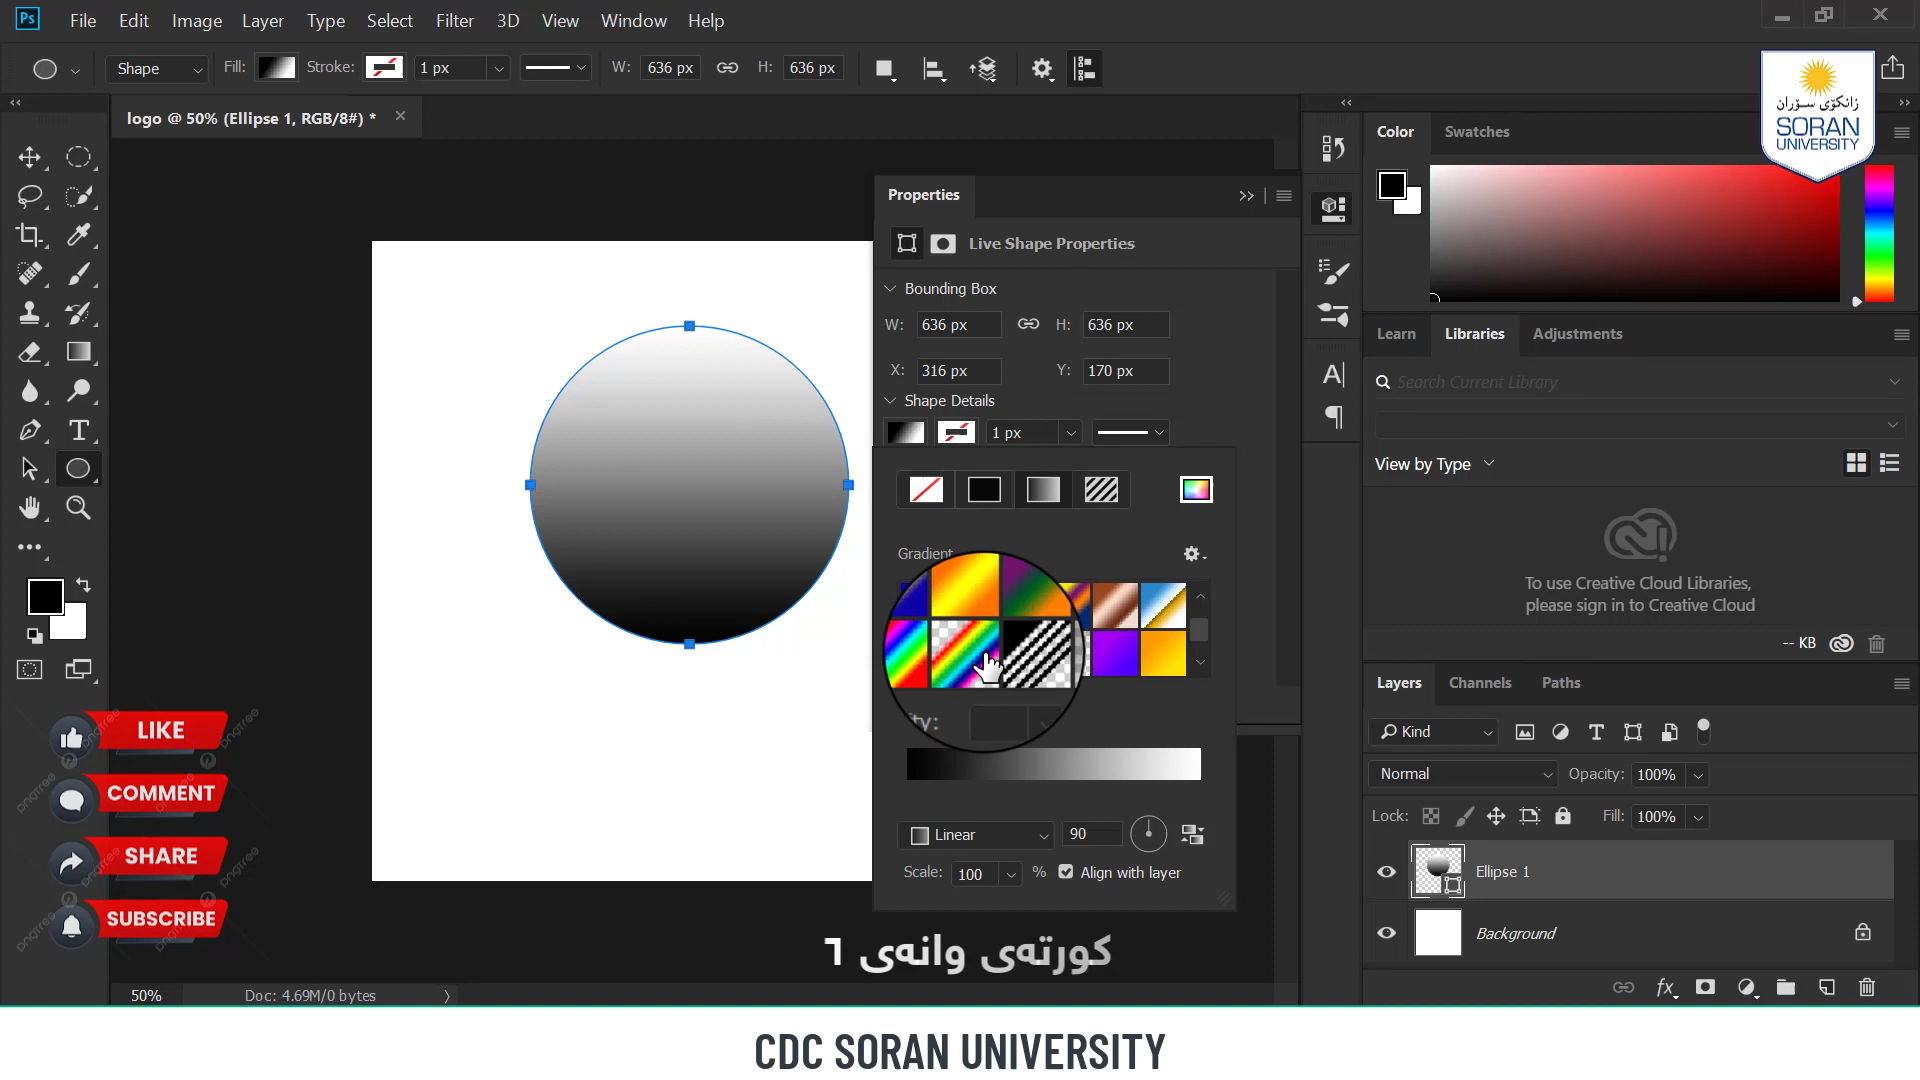 Ps File Edit Image Layer Type Select Filter 3D View Window Help
Shape Fill: Stroke: 1 px W: 636 px H: 636 px
زانكۆی سـۆران
SORAN
UNIVERSITY
logo @ 50% (Ellipse 1, RGB/8#) * ×
Color Swatches
Properties
Live Shape Properties
Bounding Box
W: 636 px H: 636 px
X: 316 px Y: 170 px
Shape Details
1 px
Gradient
Linear 90
Scale: 100 % Align with layer
Learn Libraries Adjustments
Search Current Library
View by Type
To use Creative Cloud Libraries,
please sign in to Creative Cloud
-- KB
Layers Channels Paths
Kind
Normal Opacity: 100%
Lock: Fill: 100%
Ellipse 1
Background
LIKE
COMMENT
SHARE
SUBSCRIBE
کورتەی وانەی ٦
50% Doc: 4.69M/0 bytes
CDC SORAN UNIVERSITY